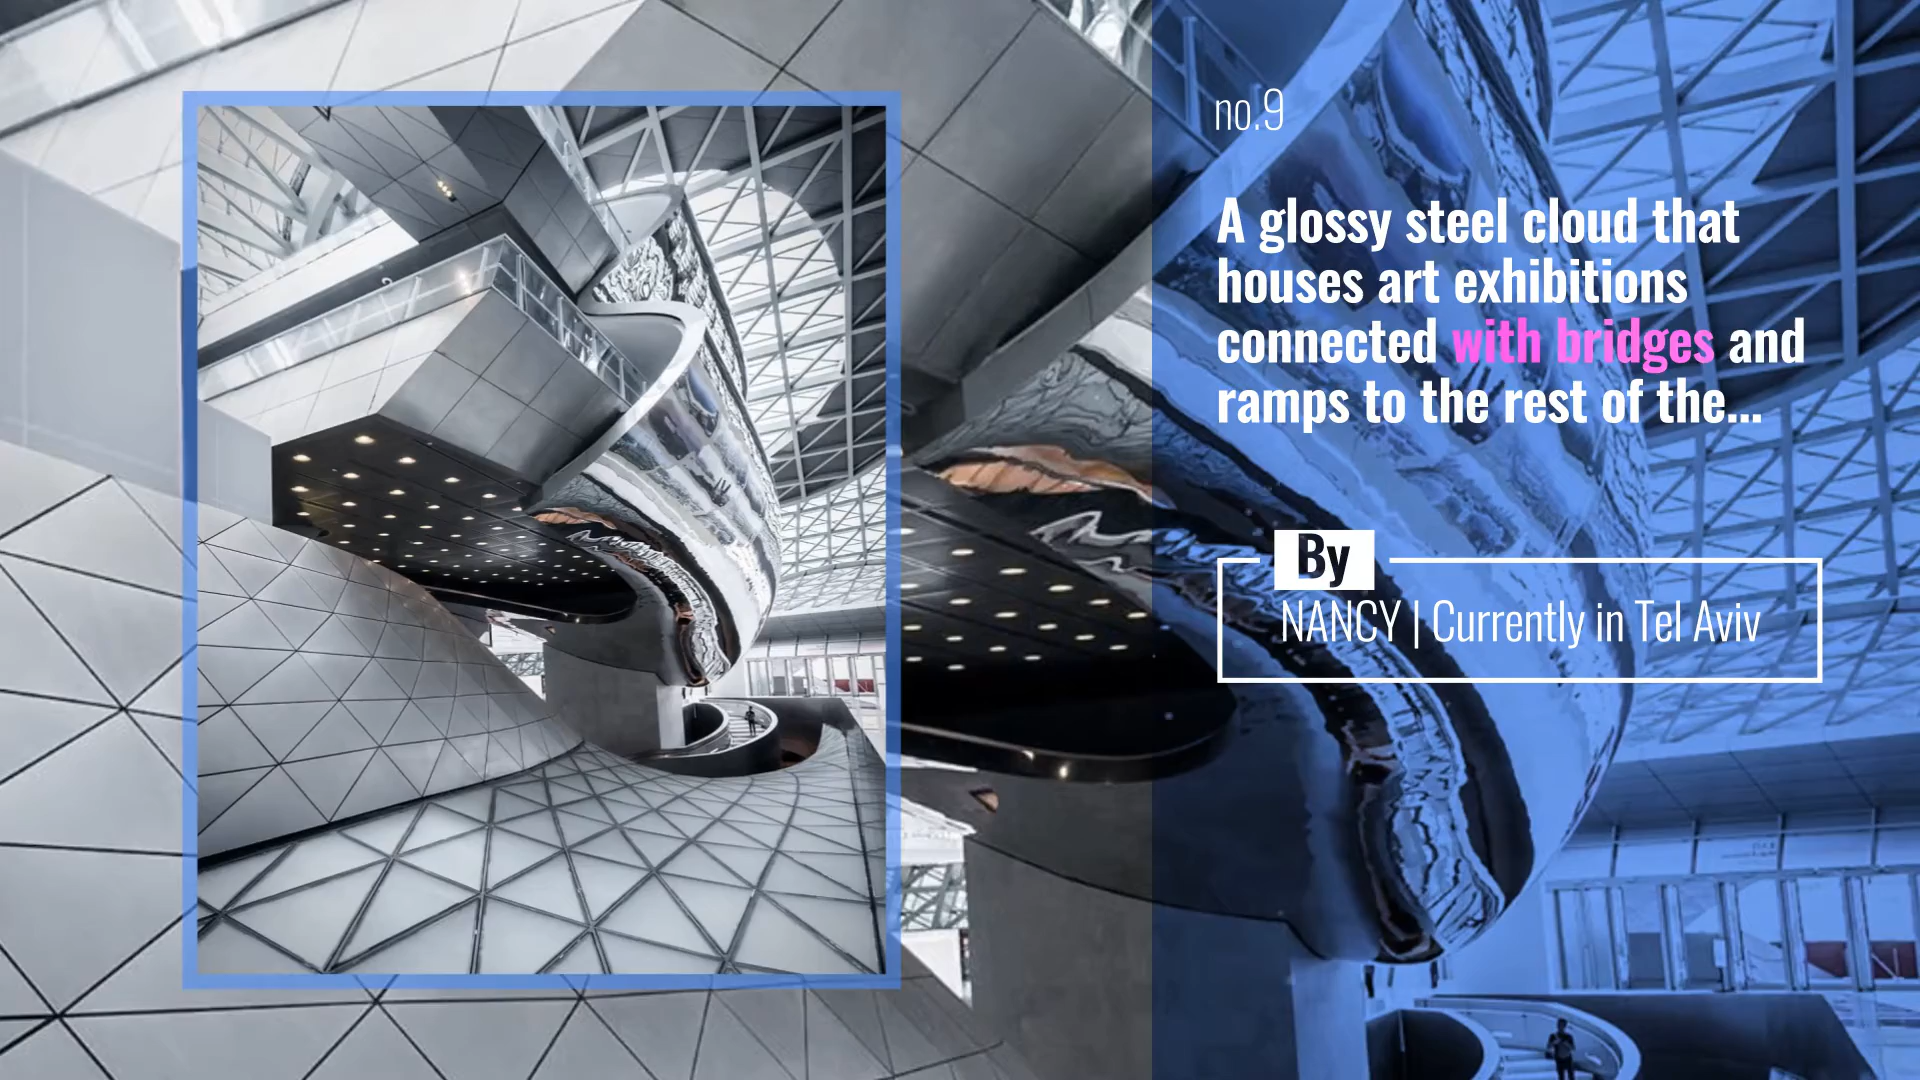 no.9
A glossy steel cloud that
houses art exhibitions
connected with bridges and
ramps to the rest of the...
By
NANCY | Currently in Tel Aviv